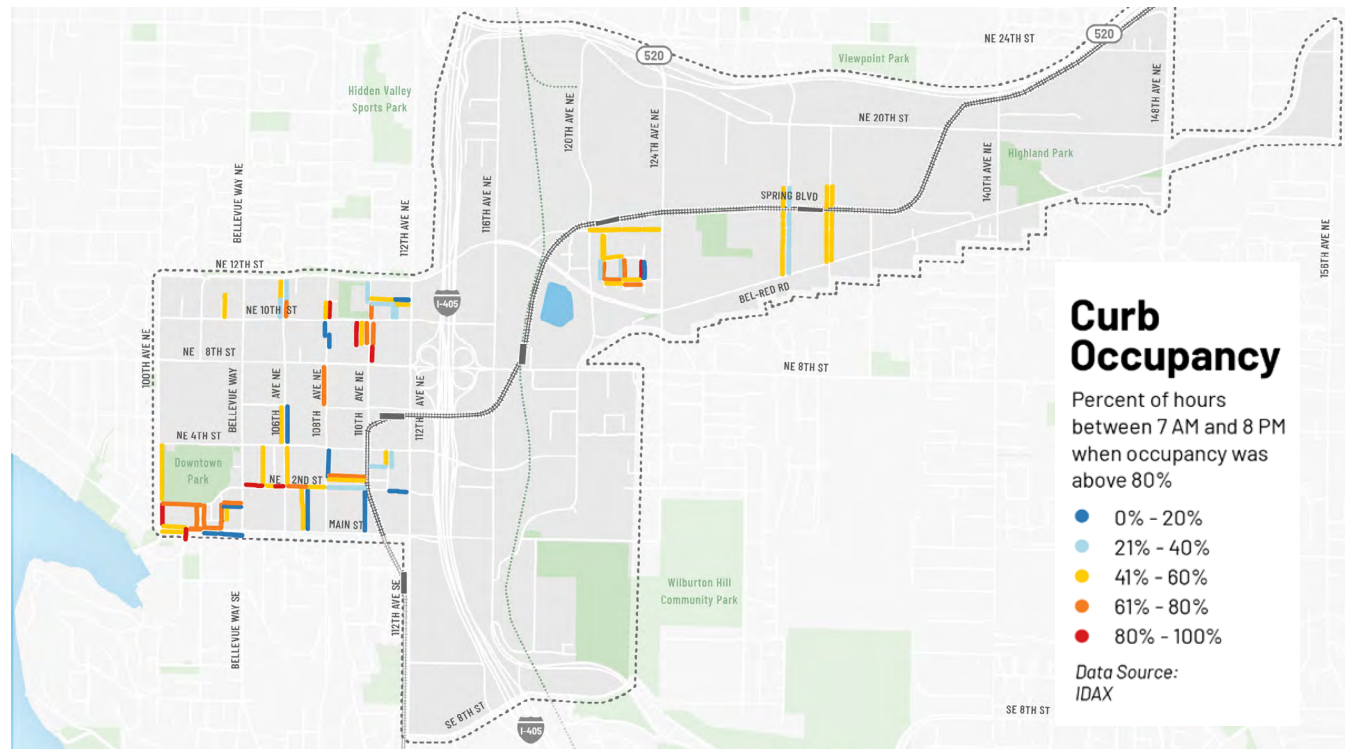 NE 24TH ST
520
520
Viewpoint Park
Hidden Valley
Sports Park
148TH AVE NE
120TH AVE NE
124TH AVE NE
NE 20TH ST
140TH AVE NE
Highland Park
BELLEVUE WAY NE
116TH AVE NE
112TH AVE NE
SPRING BLVD
156TH AVE NE
NE 12TH ST
BEL-RED RD
I-405
NE 10TH ST
100TH AVE NE
NE 8TH ST
NE 8TH ST
BELLEVUE WAY
106TH AVE NE
108TH AVE NE
110TH AVE NE
112TH AVE NE
NE 4TH ST
Downtown
Park
NE 2ND ST
MAIN ST
Wilburton Hill
Community Park
112TH AVE SE
BELLEVUE WAY SE
SE 8TH ST
I-405
SE 8TH ST
Curb
Occupancy
Percent of hours
between 7 AM and 8 PM
when occupancy was
above 80%
0% - 20%
21% - 40%
41% - 60%
61% - 80%
80% - 100%
Data Source:
IDAX